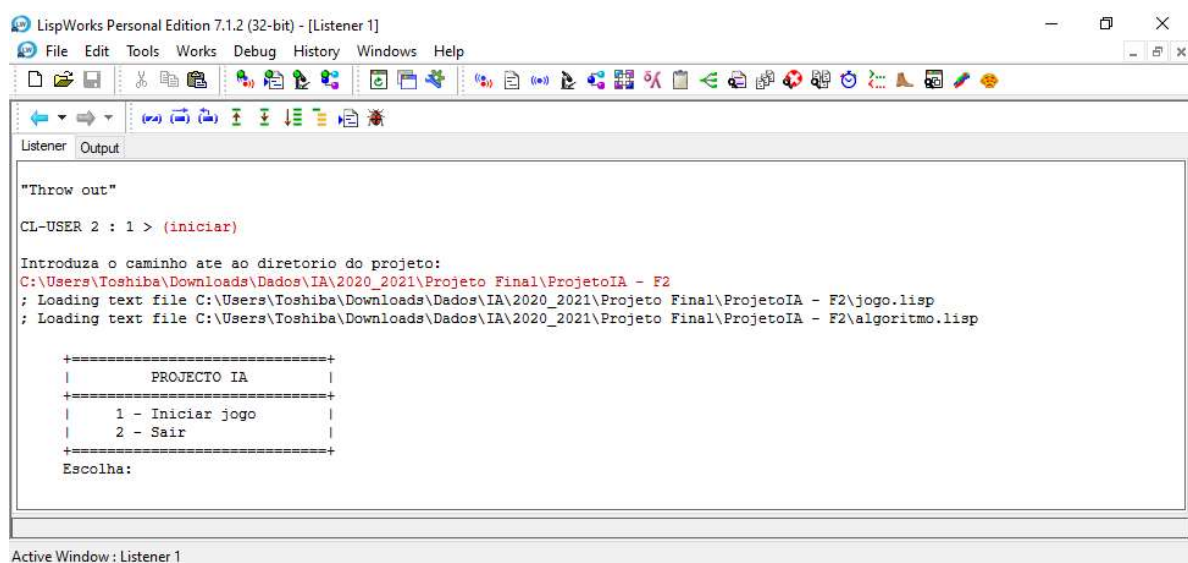 LispWorks Personal Edition 7.1.2 (32-bit) - [Listener 1]
File Edit Tools Works Debug History Windows Help
Listener Output
"Throw out"
CL-USER 2 : 1 > (iniciar)
Introduza o caminho ate ao diretorio do projeto:
C:\Users\Toshiba\Downloads\Dados\IA\2020_2021\Projeto Final\ProjetoIA - F2
; Loading text file C:\Users\Toshiba\Downloads\Dados\IA\2020_2021\Projeto Final\ProjetoIA - F2\jogo.lisp
; Loading text file C:\Users\Toshiba\Downloads\Dados\IA\2020_2021\Projeto Final\ProjetoIA - F2\algoritmo.lisp
+=============================+
| PROJECTO IA |
+=============================+
| 1 - Iniciar jogo |
| 2 - Sair |
+=============================+
Escolha:
Active Window : Listener 1